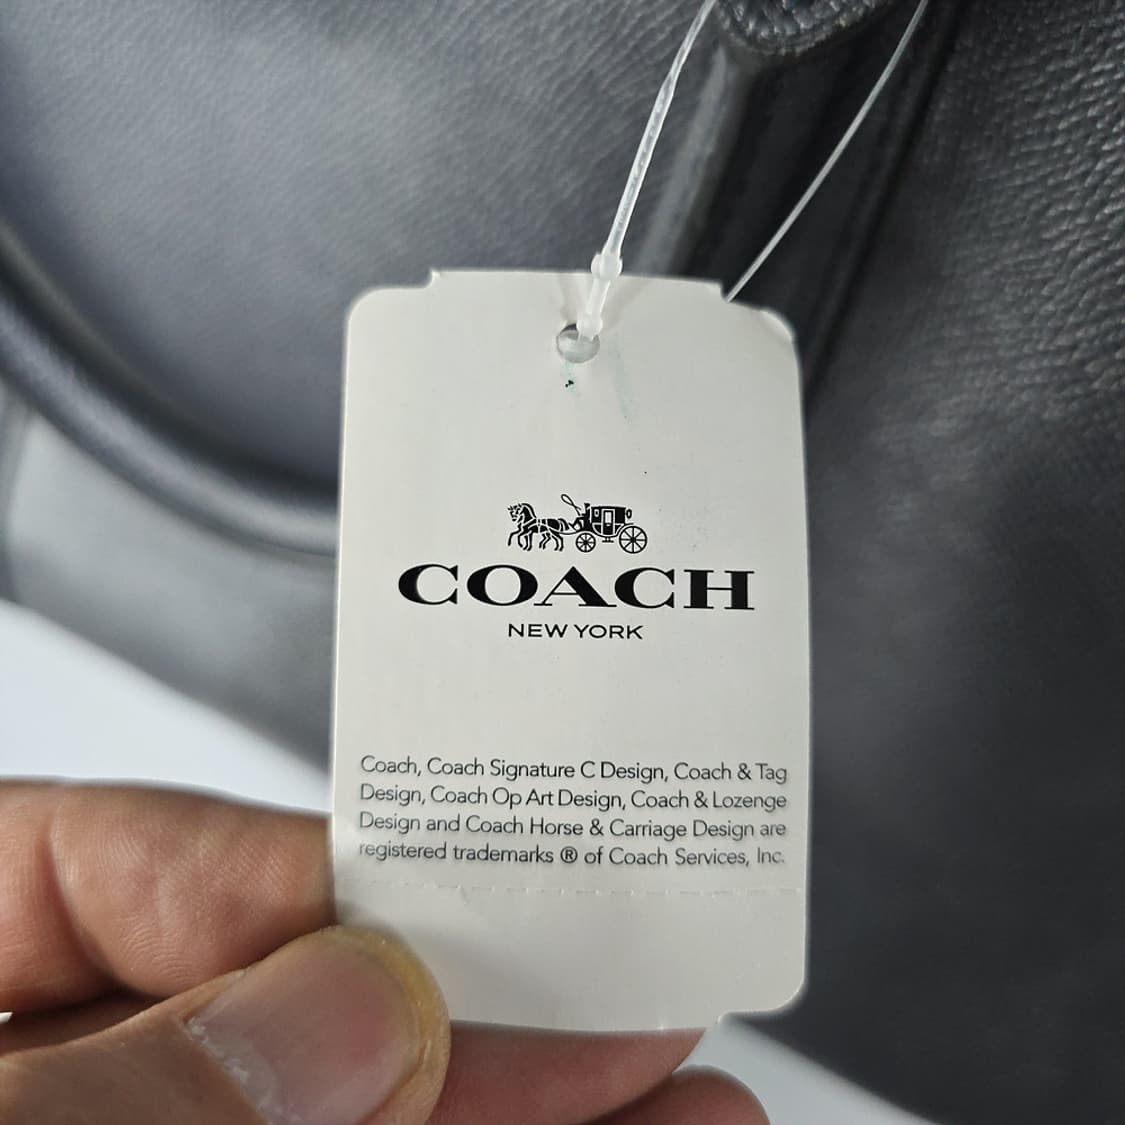 COACH
NEW YORK
Coach, Coach Signature C Design, Coach & Tag
Design, Coach Op Art Design, Coach & Lozenge
Design and Coach Horse & Carriage Design are
registered trademarks ® of Coach Services, Inc.